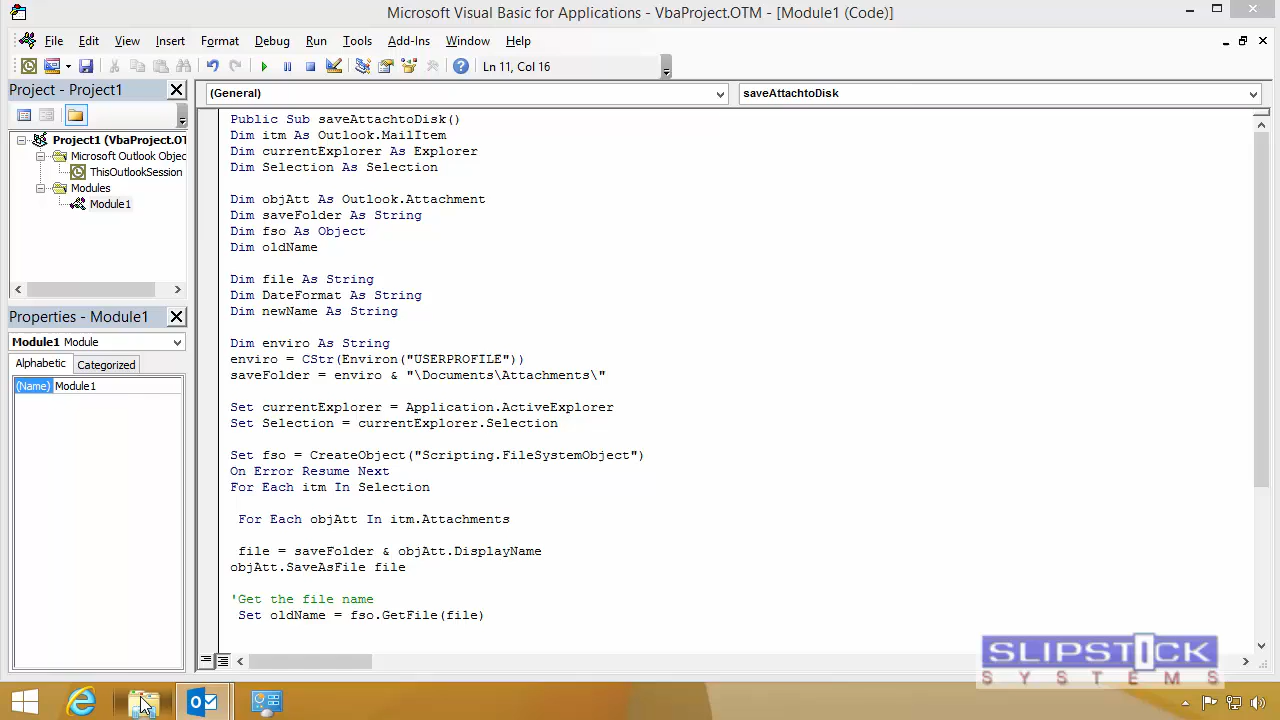 Microsoft Visual Basic for Applications - VbaProject.OTM - [Module1 (Code)]
File Edit View Insert Format Debug Run Tools Add-Ins Window Help
Ln 11, Col 16
Project - Project1
Project1 (VbaProject.OT
Microsoft Outlook Objec
ThisOutlookSession
Modules
Module1
Properties - Module1
Module1 Module
Alphabetic Categorized
(Name) Module1
(General) saveAttachtoDisk
Public Sub saveAttachtoDisk()
Dim itm As Outlook.MailItem
Dim currentExplorer As Explorer
Dim Selection As Selection
Dim objAtt As Outlook.Attachment
Dim saveFolder As String
Dim fso As Object
Dim oldName
Dim file As String
Dim DateFormat As String
Dim newName As String
Dim enviro As String
enviro = CStr(Environ("USERPROFILE"))
saveFolder = enviro & "\Documents\Attachments\"
Set currentExplorer = Application.ActiveExplorer
Set Selection = currentExplorer.Selection
Set fso = CreateObject("Scripting.FileSystemObject")
On Error Resume Next
For Each itm In Selection
For Each objAtt In itm.Attachments
file = saveFolder & objAtt.DisplayName
objAtt.SaveAsFile file
'Get the file name
Set oldName = fso.GetFile(file)
SLIPSTICK
SYSTEMS